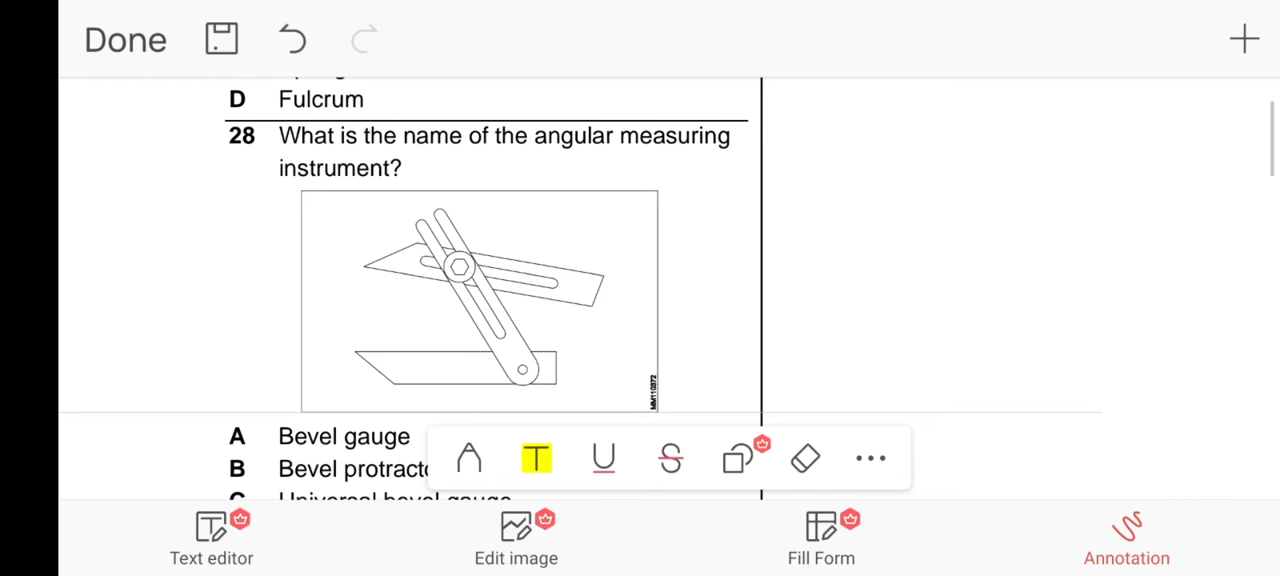 Done
D Fulcrum
28 What is the name of the angular measuring
instrument?
MM110372
A Bevel gauge
B
Bevel
T U S
Text editor
Edit image
Fill Form
Annotation